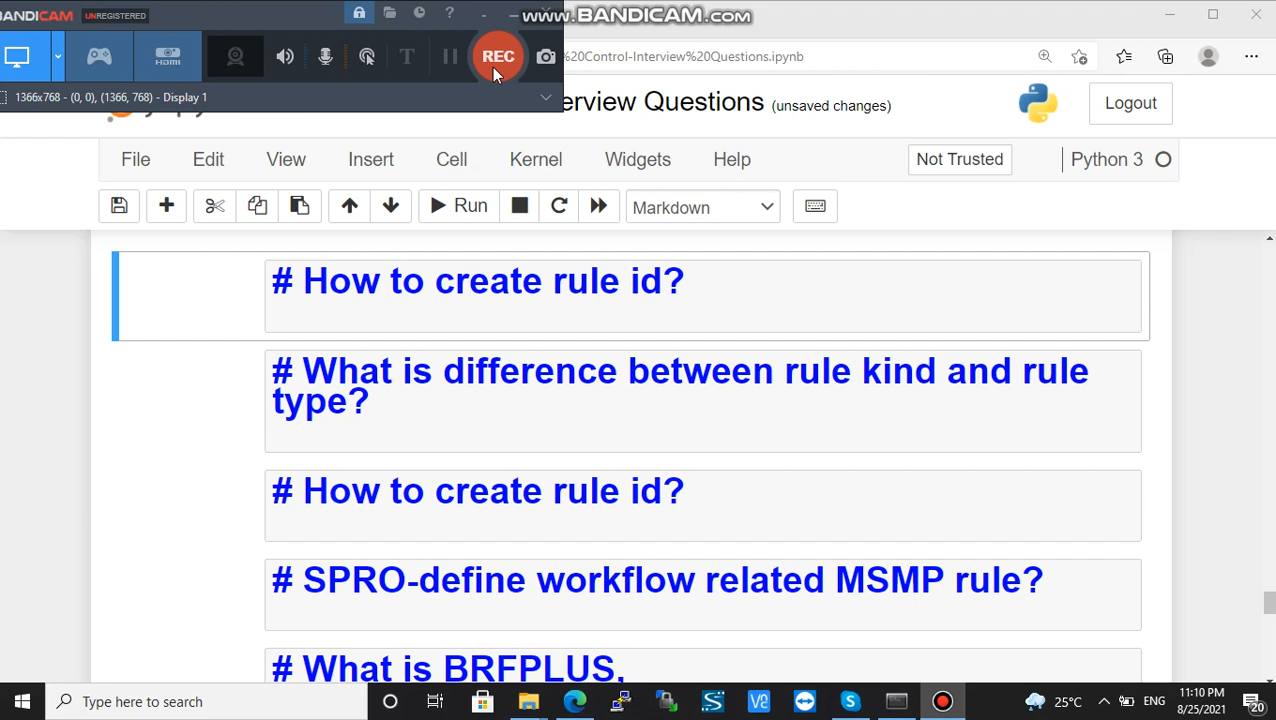 BANDICAM UNREGISTERED
www.BANDICAM.com
HDMI
REC
1366x768 - (0, 0), (1366, 768) - Display 1
%20Control-Interview%20Questions.ipynb
erview Questions (unsaved changes)
Logout
File Edit View Insert Cell Kernel Widgets Help
Not Trusted
Python 3
Run
Markdown
# How to create rule id?
# What is difference between rule kind and rule
type?
# How to create rule id?
# SPRO-define workflow related MSMP rule?
# What is BRFPLUS,
Type here to search
25°C
ENG
11:10 PM
8/25/2021
20